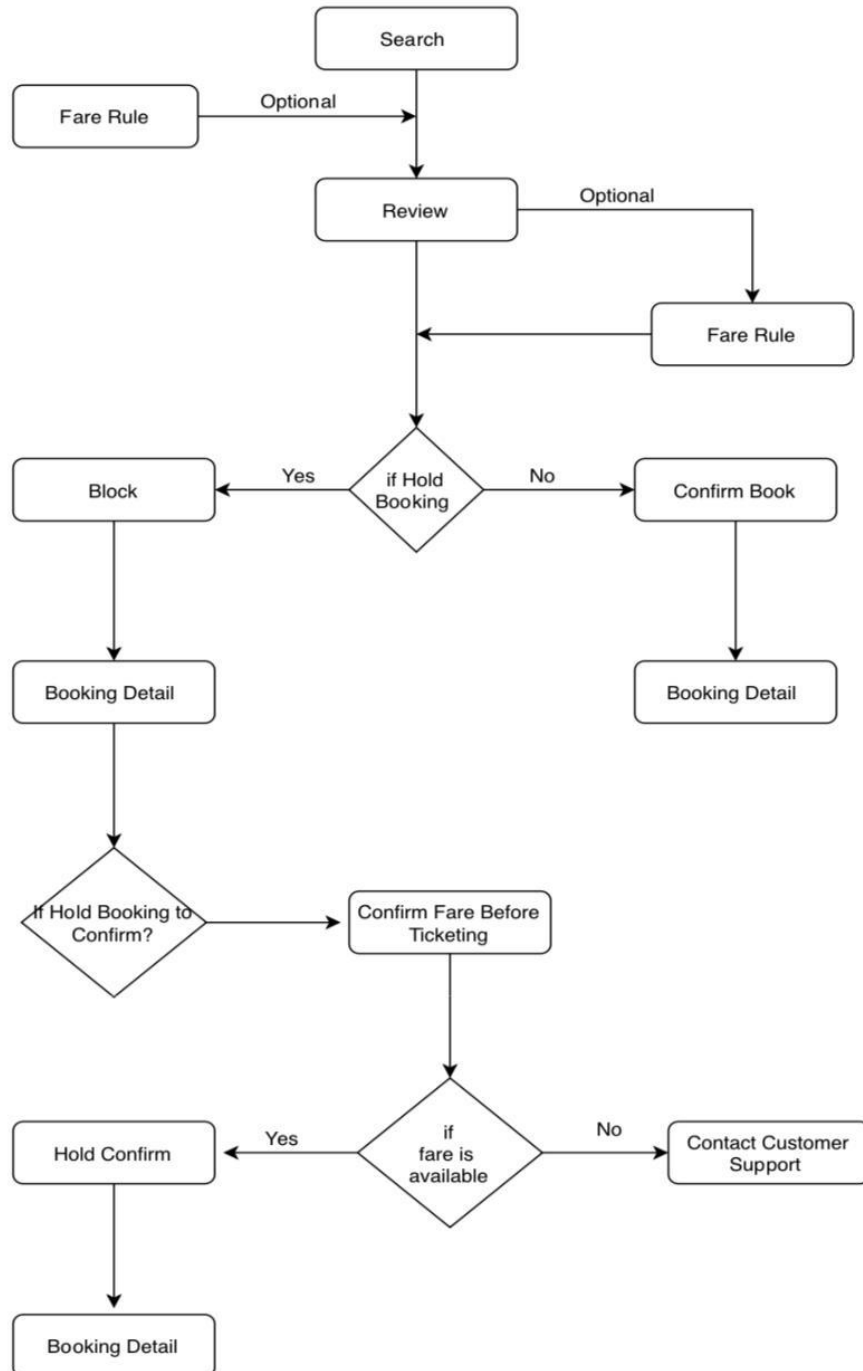 Search
Optional
Fare Rule
Review
Optional
Fare Rule
if Hold
Booking
Yes
No
Block
Confirm Book
Booking Detail
Booking Detail
If Hold Booking to
Confirm?
Confirm Fare Before
Ticketing
if
fare is
available
Yes
No
Hold Confirm
Contact Customer
Support
Booking Detail